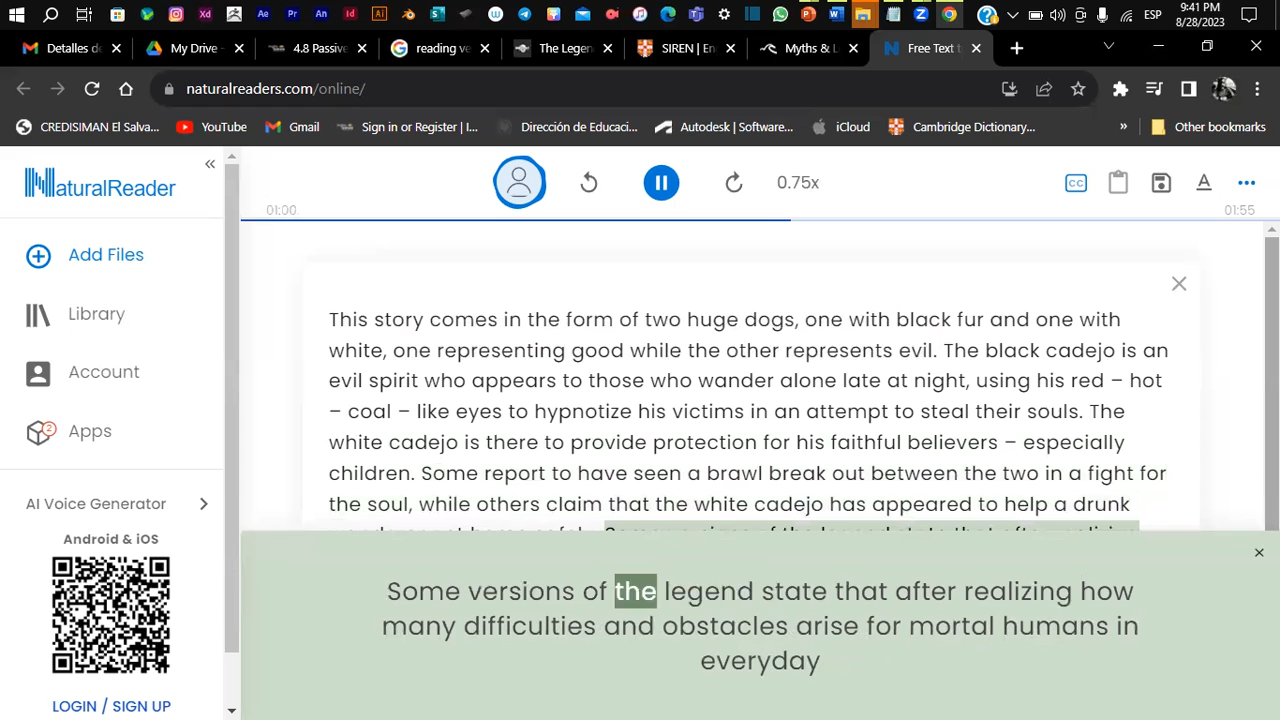 9:41 AM
ESP
8/28/2023
Detalles de
My Drive -
4.8 Passive
reading ve
The Legen
SIREN | En
Myths & L
Free Text t
naturalreaders.com/online/
CREDISIMAN El Salva...
YouTube
Gmail
Sign in or Register | I...
Dirección de Educaci...
Autodesk | Software...
iCloud
Cambridge Dictionary...
»
Other bookmarks
NaturalReader
«
0.75x
CC
A
01:00
01:55
Add Files
Library
Account
Apps
2
AI Voice Generator
Android & iOS
LOGIN / SIGN UP
This story comes in the form of two huge dogs, one with black fur and one with
white, one representing good while the other represents evil. The black cadejo is an
evil spirit who appears to those who wander alone late at night, using his red – hot
– coal – like eyes to hypnotize his victims in an attempt to steal their souls. The
white cadejo is there to provide protection for his faithful believers – especially
children. Some report to have seen a brawl break out between the two in a fight for
the soul, while others claim that the white cadejo has appeared to help a drunk
Some versions of the legend state that after realizing how
many difficulties and obstacles arise for mortal humans in
everyday